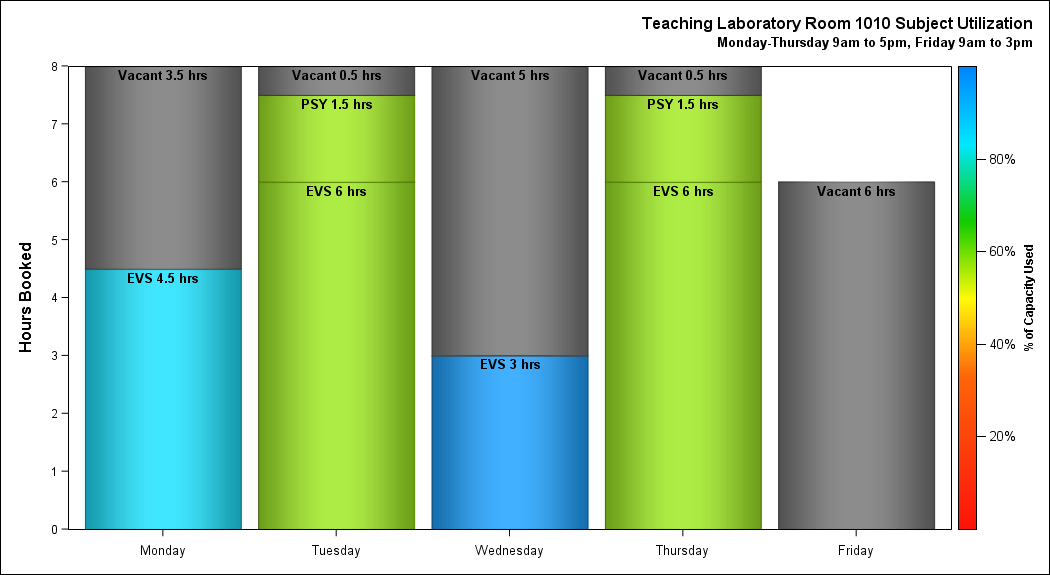 Teaching Laboratory Room 1010 Subject Utilization
Monday-Thursday 9am to 5pm, Friday 9am to 3pm
Hours Booked
8
7
6
5
4
3
2
1
0
Vacant 3.5 hrs
EVS 4.5 hrs
Vacant 0.5 hrs
PSY 1.5 hrs
EVS 6 hrs
Vacant 5 hrs
EVS 3 hrs
Vacant 0.5 hrs
PSY 1.5 hrs
EVS 6 hrs
Vacant 6 hrs
Monday
Tuesday
Wednesday
Thursday
Friday
80%
60%
40%
20%
% of Capacity Used